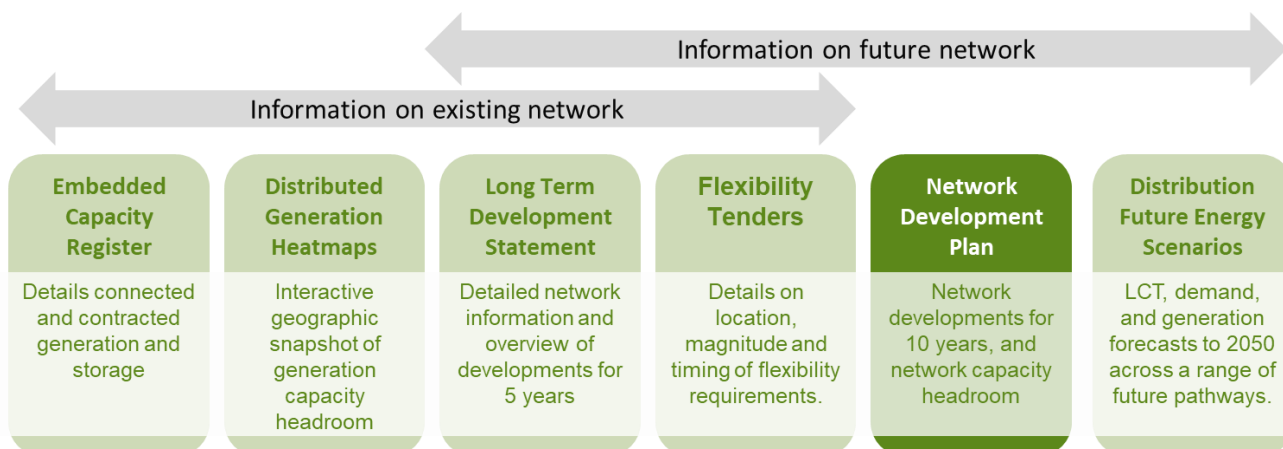 Information on future network
Information on existing network
Embedded
Capacity
Register
Details connected
and contracted
generation and
storage
Distributed
Generation
Heatmaps
Interactive
geographic
snapshot of
generation
capacity
headroom
Long Term
Development
Statement
Detailed network
information and
overview of
developments for
5 years
Flexibility
Tenders
Details on
location,
magnitude and
timing of flexibility
requirements.
Network
Development
Plan
Network
developments for
10 years, and
network capacity
headroom
Distribution
Future Energy
Scenarios
LCT, demand,
and generation
forecasts to 2050
across a range of
future pathways.